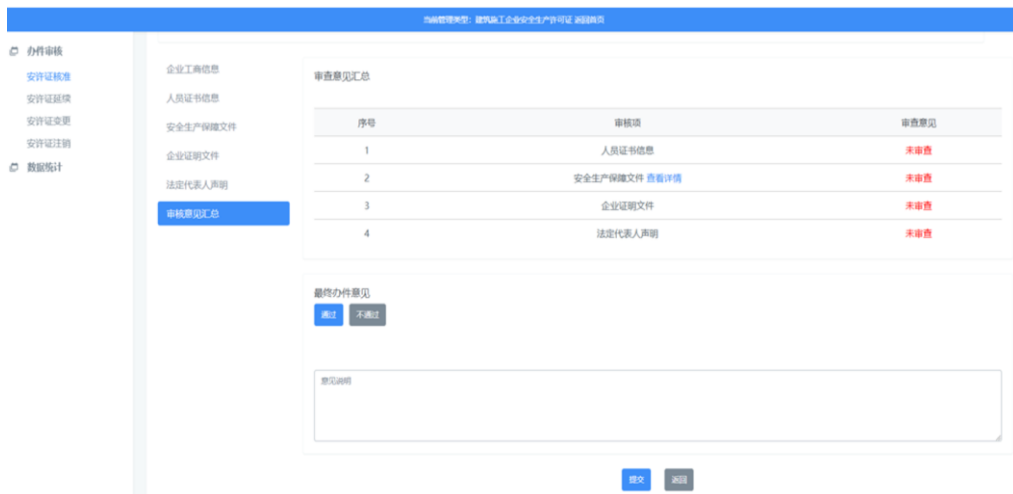 当前管理类型：建筑施工企业安全生产许可证 返回首页
办件审核
安许证核准
安许证延续
安许证变更
安许证注销
数据统计
企业工商信息
人员证书信息
安全生产保障文件
企业证明文件
法定代表人声明
审核意见汇总
审查意见汇总
序号 审核项 审查意见
1 人员证书信息 未审查
2 安全生产保障文件 查看详情 未审查
3 企业证明文件 未审查
4 法定代表人声明 未审查
最终办件意见
通过 不通过
意见说明
提交 返回